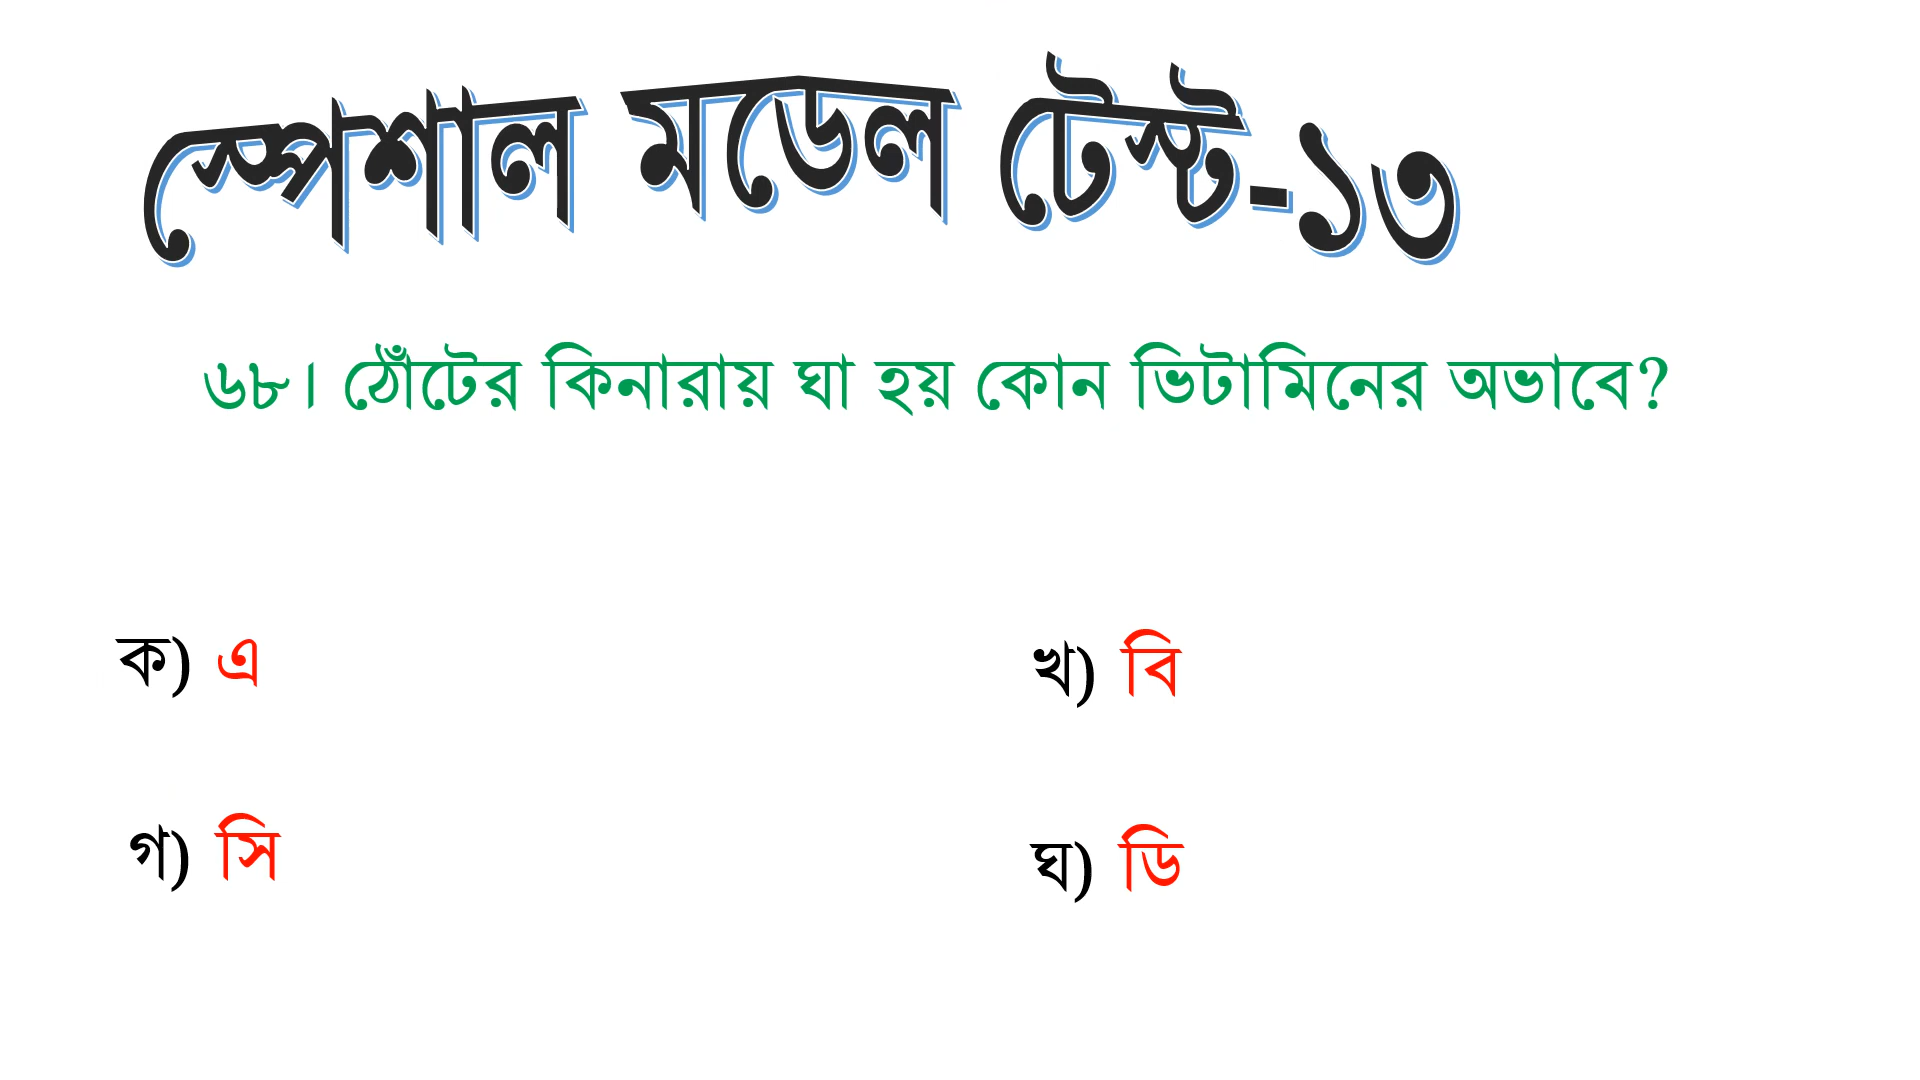 স্পেশাল মডেল টেস্ট-১৩
৬৮। ঠোঁটের কিনারায় ঘা হয় কোন ভিটামিনের অভাবে?
ক) এ
খ) বি
গ) সি
ঘ) ডি